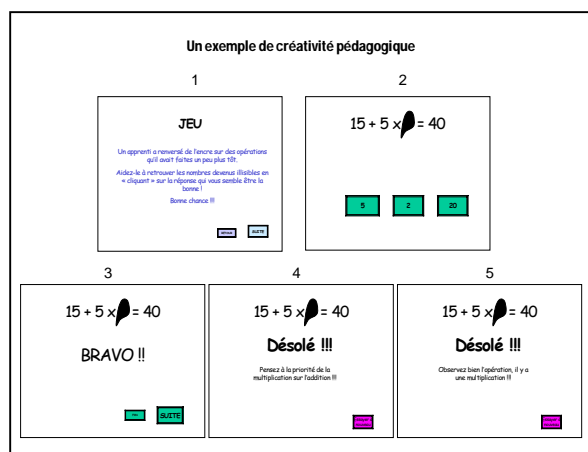 Un exemple de créativité pédagogique
1
JEU
Un apprenti a renversé de l'encre sur des opérations
qu'il avait faites un peu plus tôt.
Aidez-le à retrouver les nombres devenus illisibles en
« cliquant » sur la réponse qui vous semble être la
bonne !
Bonne chance !!!
SUITE
2
15 + 5 x = 40
5
2
20
3
15 + 5 x = 40
BRAVO !!
SUITE
4
15 + 5 x = 40
Désolé !!!
Pensez à la priorité de la
multiplication sur l'addition !!!
5
15 + 5 x = 40
Désolé !!!
Observez bien l'opération, il y a
une multiplication !!!